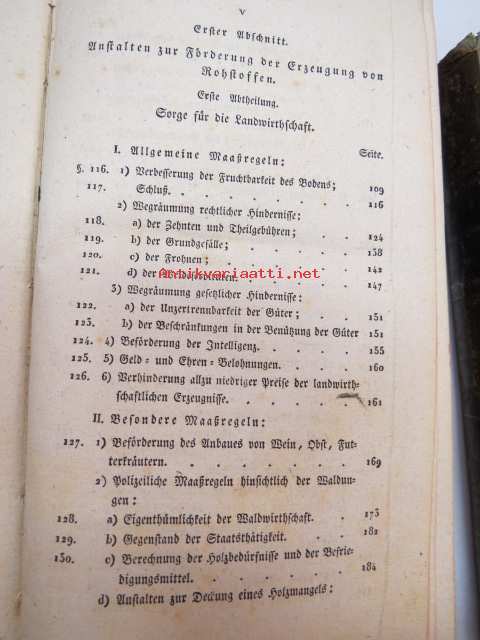 V
Erster Abschnitt.
Anstalten zur Förderung der Erzeugung von
Rohstoffen.
Erste Abtheilung.
Sorge für die Landwirthschaft.
I. Allgemeine Maaßregeln: Seite.
§. 116. 1) Verbesserung der Fruchtbarkeit des Bodens; 109
117. Schluß. . . . . . . 116
2) Wegräumung rechtlicher Hindernisse:
118. a) der Zehnten und Theilgebühren; . . 124
119. b) der Grundgefälle; . . . . . 138
120. c) der Frohnen; . . . . . 142
121. d) der . . . 147
Antikvariaatti.net
3) Wegräumung gesetzlicher Hindernisse:
122. a) der Unzertrennbarkeit der Güter; . . 151
123. b) der Beschränkungen in der Benützung der Güter 151
124. 4) Beförderung der Intelligenz. . . . . 155
125. 5) Geld- und Ehren-Belohnungen. . . . 160
126. 6) Verhinderung allzu niedriger Preise der landwirth-
schaftlichen Erzeugnisse. . . . . 161
II. Besondere Maaßregeln:
127. 1) Beförderung des Anbaues von Wein, Obst, Fut-
terkräutern. . . . . . . 169
2) Polizeiliche Maaßregeln hinsichtlich der Waldun-
gen:
128. a) Eigenthümlichkeit der Waldwirthschaft. . 173
129. b) Gegenstand der Staatsthätigkeit. . . 182
130. c) Berechnung der Holzbedürfnisse und der Befrie-
digungsmittel. . . . . . . 184
d) Anstalten zur Deckung eines Holzmangels: